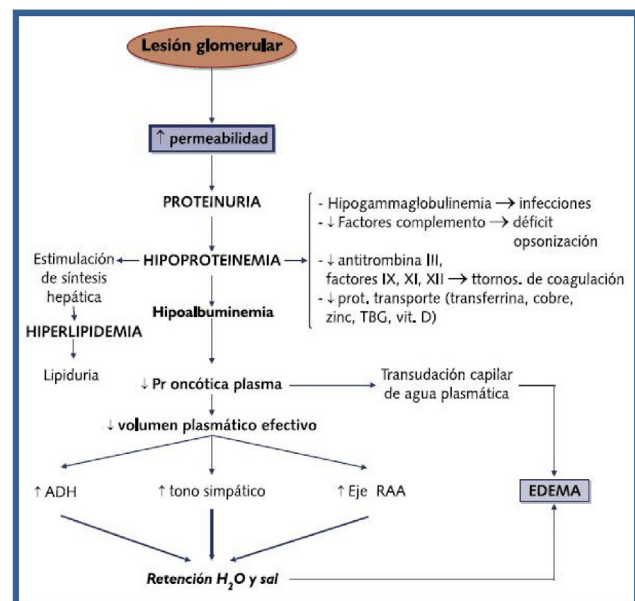 Lesión glomerular
↑ permeabilidad
PROTEINURIA
- Hipogammaglobulinemia → infecciones
- ↓ Factores complemento → déficit
opsonización
- ↓ antitrombina III,
factores IX, XI, XII → ttornos. de coagulación
- ↓ prot. transporte (transferrina, cobre,
zinc, TBG, vit. D)
HIPOPROTEINEMIA
Estimulación
de síntesis
hepática
HIPERLIPIDEMIA
Lipiduria
Hipoalbuminemia
↓ Pr oncótica plasma
Transudación capilar
de agua plasmática
↓ volumen plasmático efectivo
↑ ADH
↑ tono simpático
↑ Eje RAA
EDEMA
Retención H₂O y sal